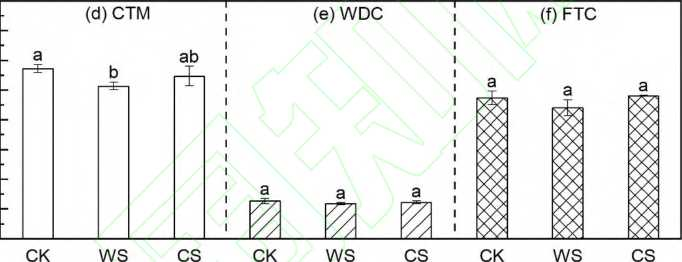 (d) CTM (e) WDC (f) FTC
a b ab a a a a a a
CK WS CS CK WS CS CK WS CS